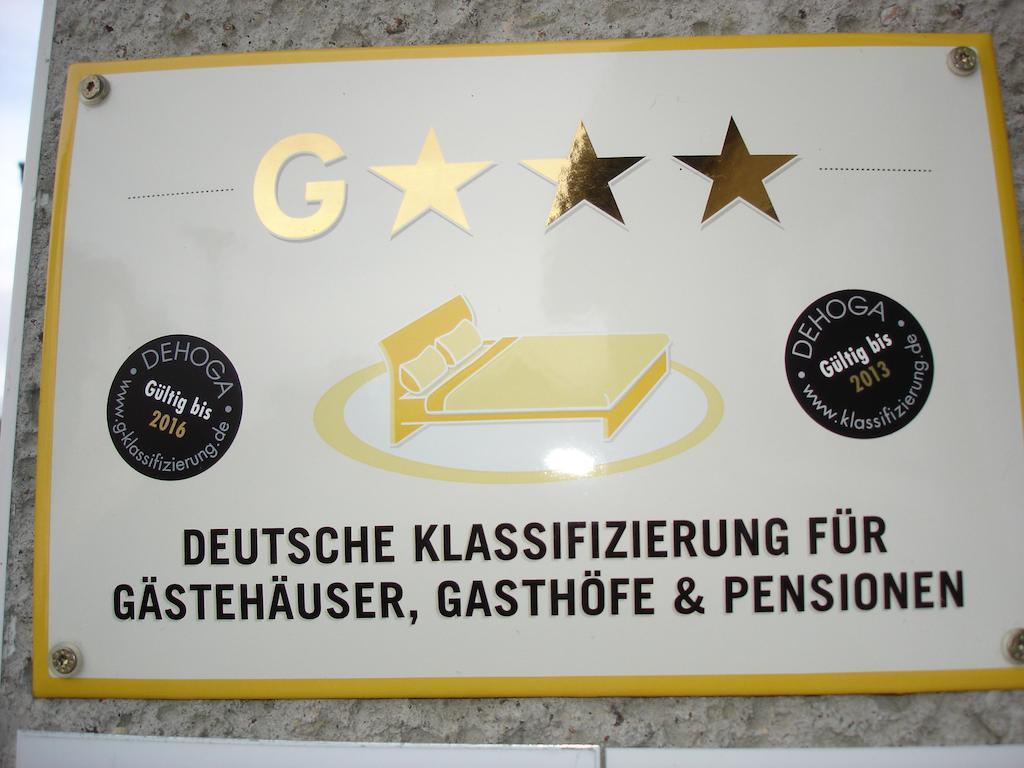 G
DEHOGA
Gültig bis
2016
www.g-klassifizierung.de
DEHOGA
Gültig bis
2013
www.klassifizierung.de
DEUTSCHE KLASSIFIZIERUNG FÜR
GÄSTEHÄUSER, GASTHÖFE & PENSIONEN